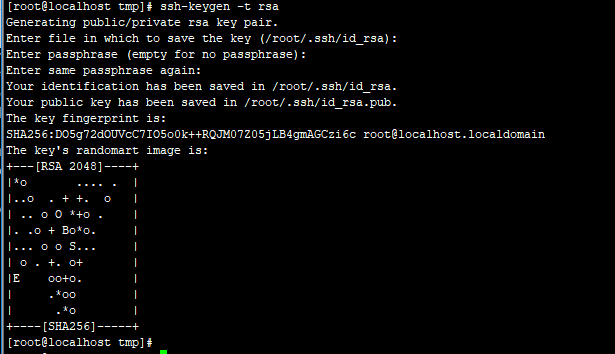 [root@localhost tmp]# ssh-keygen -t rsa
Generating public/private rsa key pair.
Enter file in which to save the key (/root/.ssh/id_rsa):
Enter passphrase (empty for no passphrase):
Enter same passphrase again:
Your identification has been saved in /root/.ssh/id_rsa.
Your public key has been saved in /root/.ssh/id_rsa.pub.
The key fingerprint is:
SHA256:DO5g72dOUVcC7IO5o0k++RQJM07Z05jLB4gmAGCzi6c root@localhost.localdomain
The key's randomart image is:
+---[RSA 2048]----+
|*o       .... .  |
|..o  . + +.  o   |
| .. o O *+o .    |
|. .o + Bo*o.     |
|... o o S...     |
| o . +. o+       |
|E    oo+o.       |
|     .*oo        |
|      .*o        |
+----[SHA256]-----+
[root@localhost tmp]#